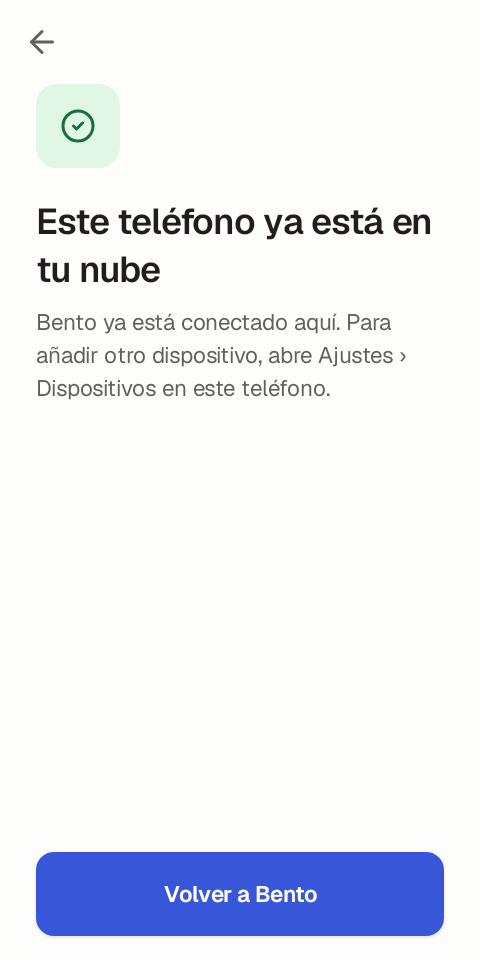 Este teléfono ya está en
tu nube
Bento ya está conectado aquí. Para
añadir otro dispositivo, abre Ajustes ›
Dispositivos en este teléfono.
Volver a Bento